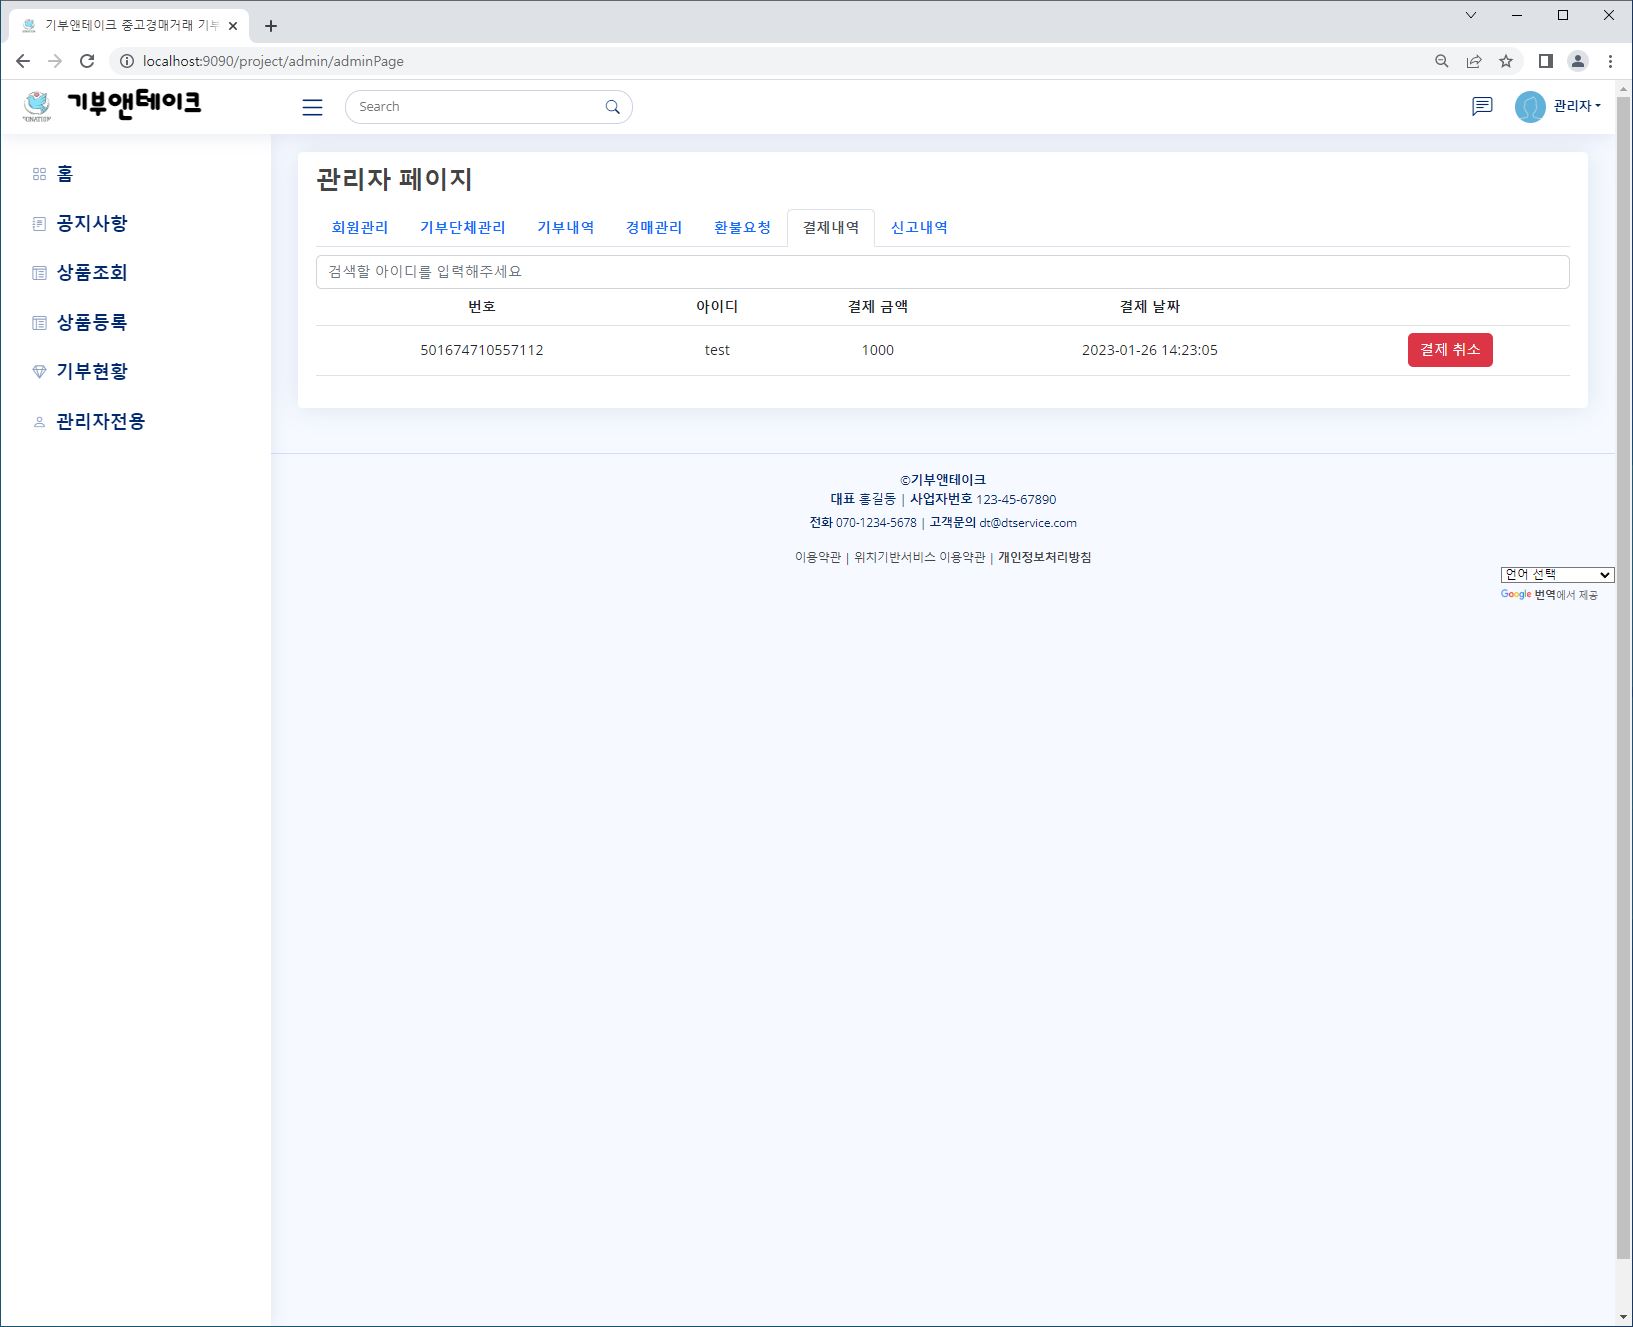 기부앤테이크 중고경매거래 기부
localhost:9090/project/admin/adminPage
기부앤테이크
Search
관리자
홈
공지사항
상품조회
상품등록
기부현황
관리자전용
관리자 페이지
회원관리 기부단체관리 기부내역 경매관리 환불요청 결제내역 신고내역
검색할 아이디를 입력해주세요
번호 아이디 결제 금액 결제 날짜
501674710557112 test 1000 2023-01-26 14:23:05 결제 취소
©기부앤테이크
대표 홍길동 | 사업자번호 123-45-67890
전화 070-1234-5678 | 고객문의 dt@dtservice.com
이용약관 | 위치기반서비스 이용약관 | 개인정보처리방침
언어 선택
Google 번역에서 제공